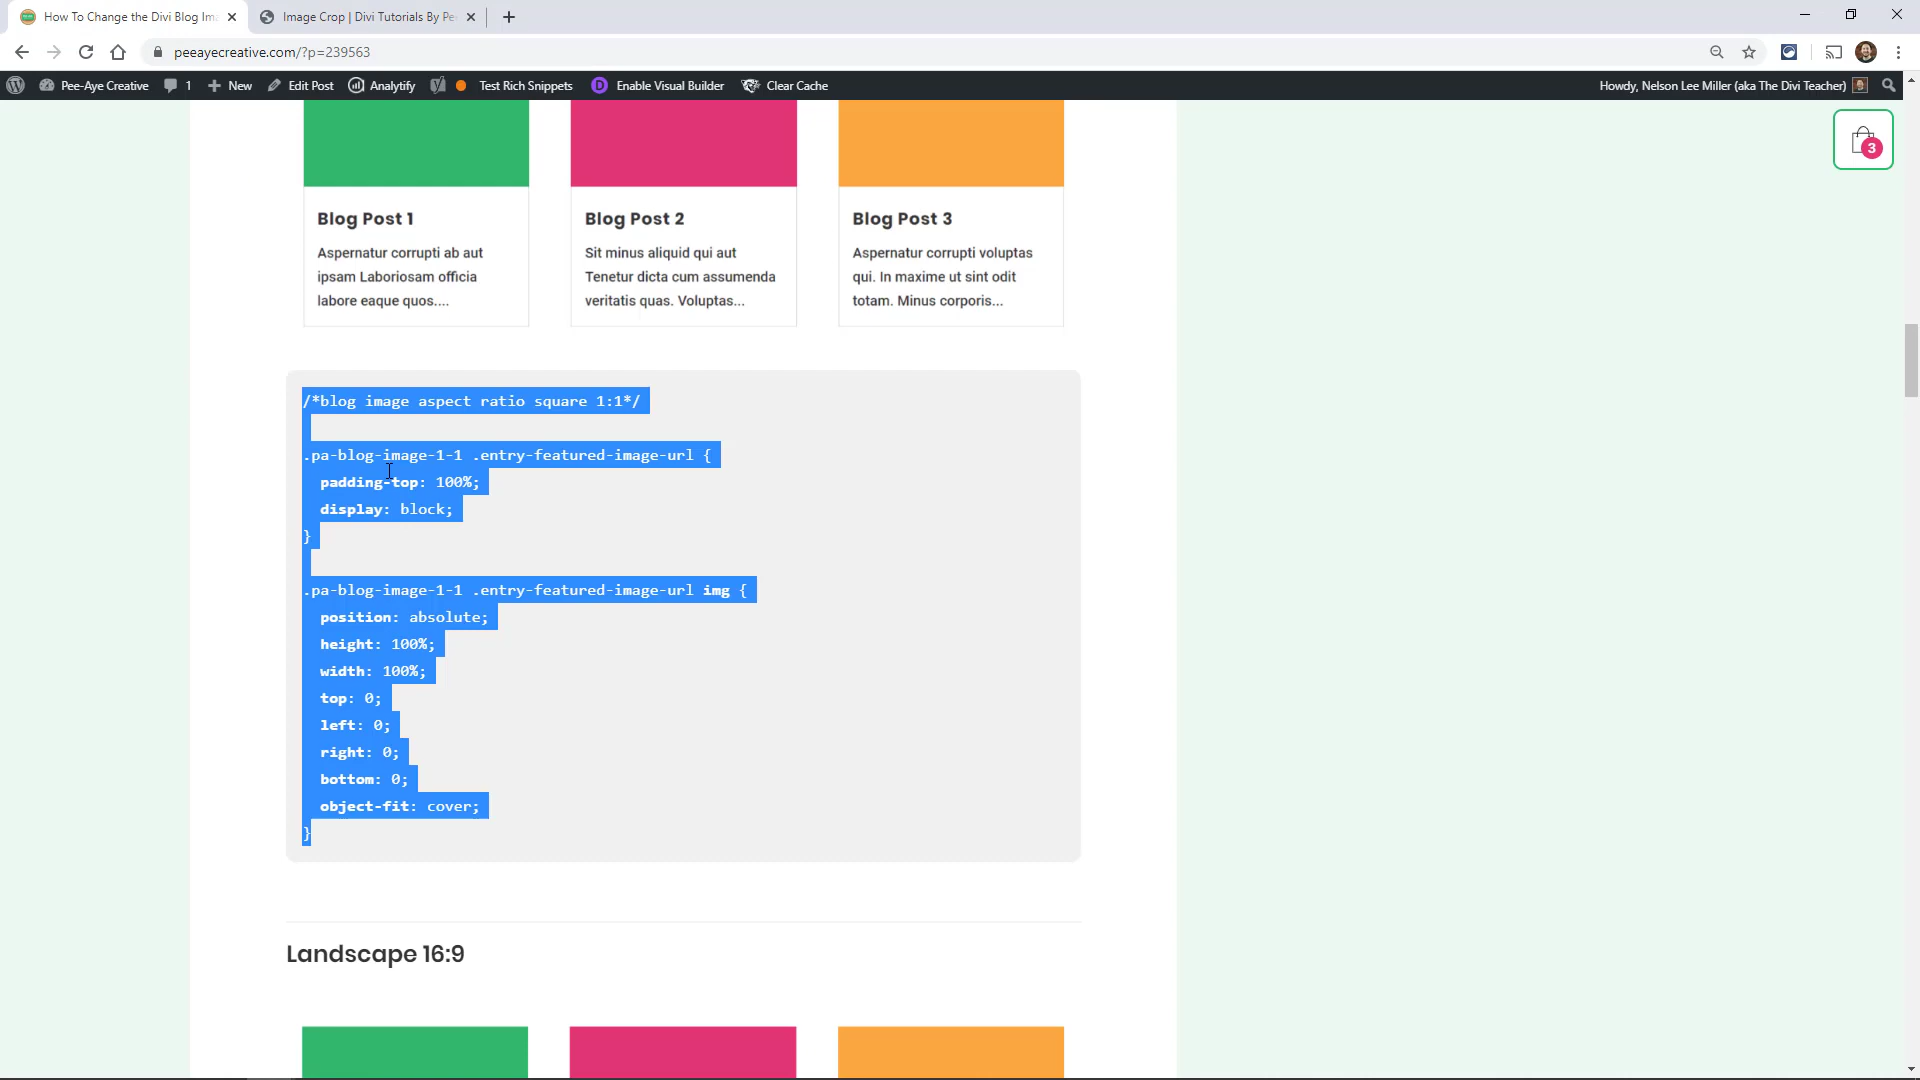 How To Change the Divi Blog Ima
Image Crop | Divi Tutorials By Pe
peeayecreative.com/?p=239563
Pee-Aye Creative 1 New Edit Post Analytify Test Rich Snippets Enable Visual Builder Clear Cache Howdy, Nelson Lee Miller (aka The Divi Teacher)
3
Blog Post 1
Aspernatur corrupti ab aut
ipsam Laboriosam officia
labore eaque quos....
Blog Post 2
Sit minus aliquid qui aut
Tenetur dicta cum assumenda
veritatis quas. Voluptas...
Blog Post 3
Aspernatur corrupti voluptas
qui. In maxime ut sint odit
totam. Minus corporis...
/*blog image aspect ratio square 1:1*/
.pa-blog-image-1-1 .entry-featured-image-url {
padding-top: 100%;
display: block;
}
.pa-blog-image-1-1 .entry-featured-image-url img {
position: absolute;
height: 100%;
width: 100%;
top: 0;
left: 0;
right: 0;
bottom: 0;
object-fit: cover;
}
Landscape 16:9